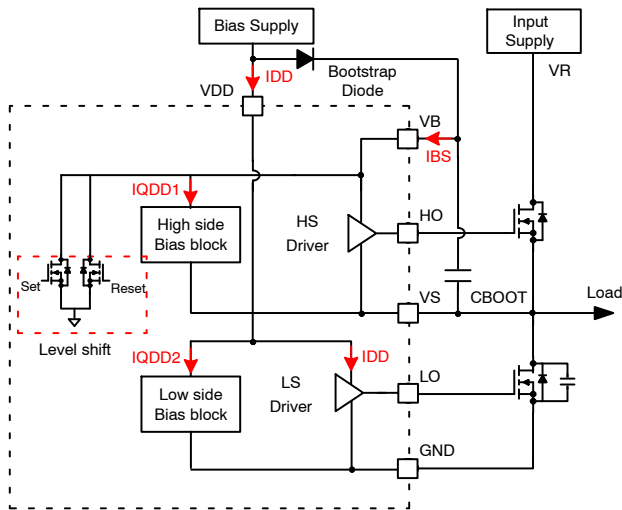 Bias Supply
Input
Supply
IDD
Bootstrap
Diode
VR
VDD
VB
IBS
IQDD1
High side
Bias block
HS
Driver
HO
Set
Reset
VS
CBOOT
Load
Level shift
IQDD2
IDD
LO
Low side
Bias block
LS
Driver
GND